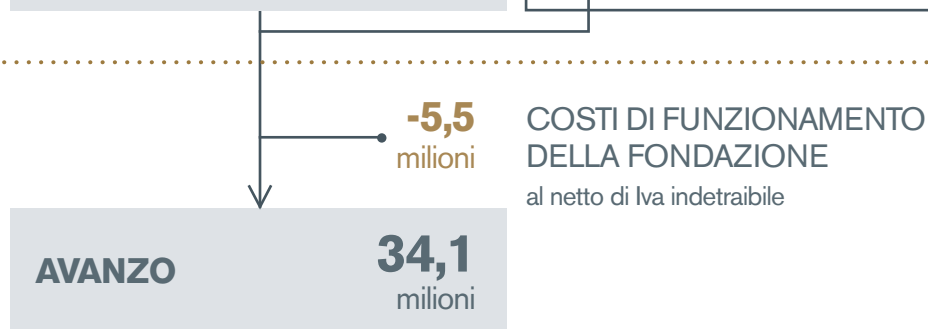 -5,5
milioni
COSTI DI FUNZIONAMENTO
DELLA FONDAZIONE
al netto di Iva indetraibile
AVANZO
34,1
milioni